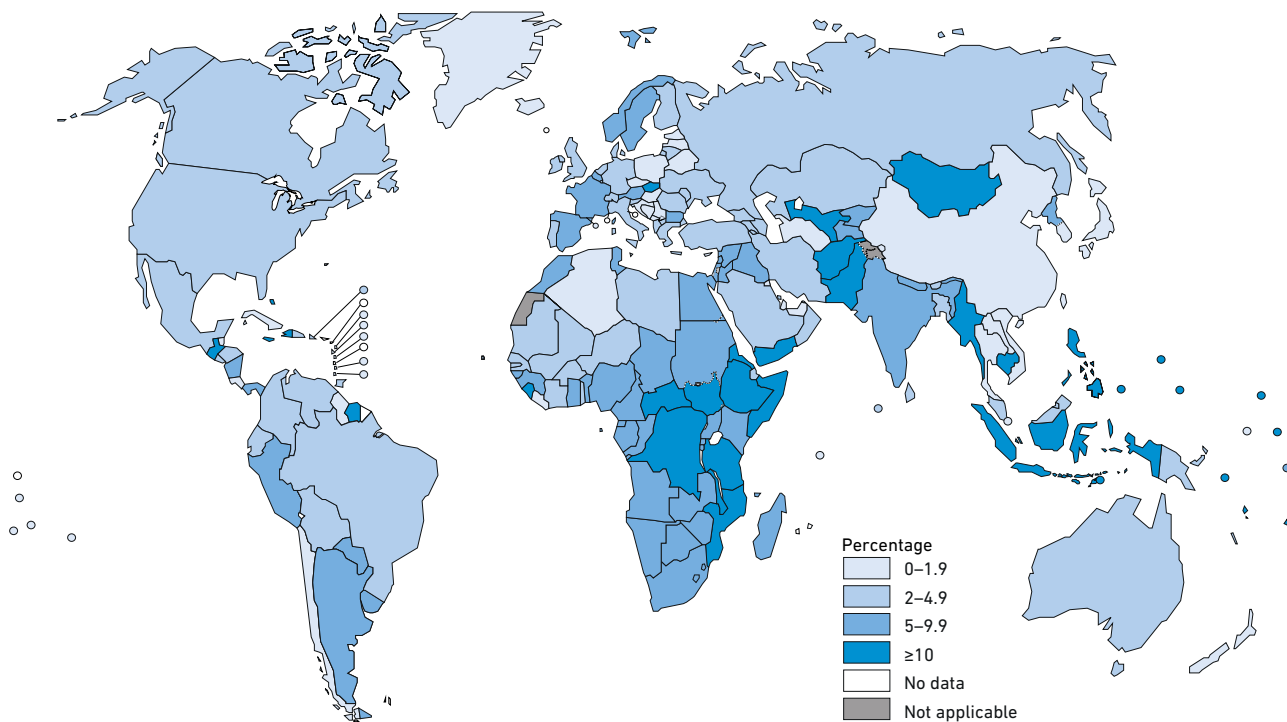 Percentage
0–1.9
2–4.9
5–9.9
≥10
No data
Not applicable